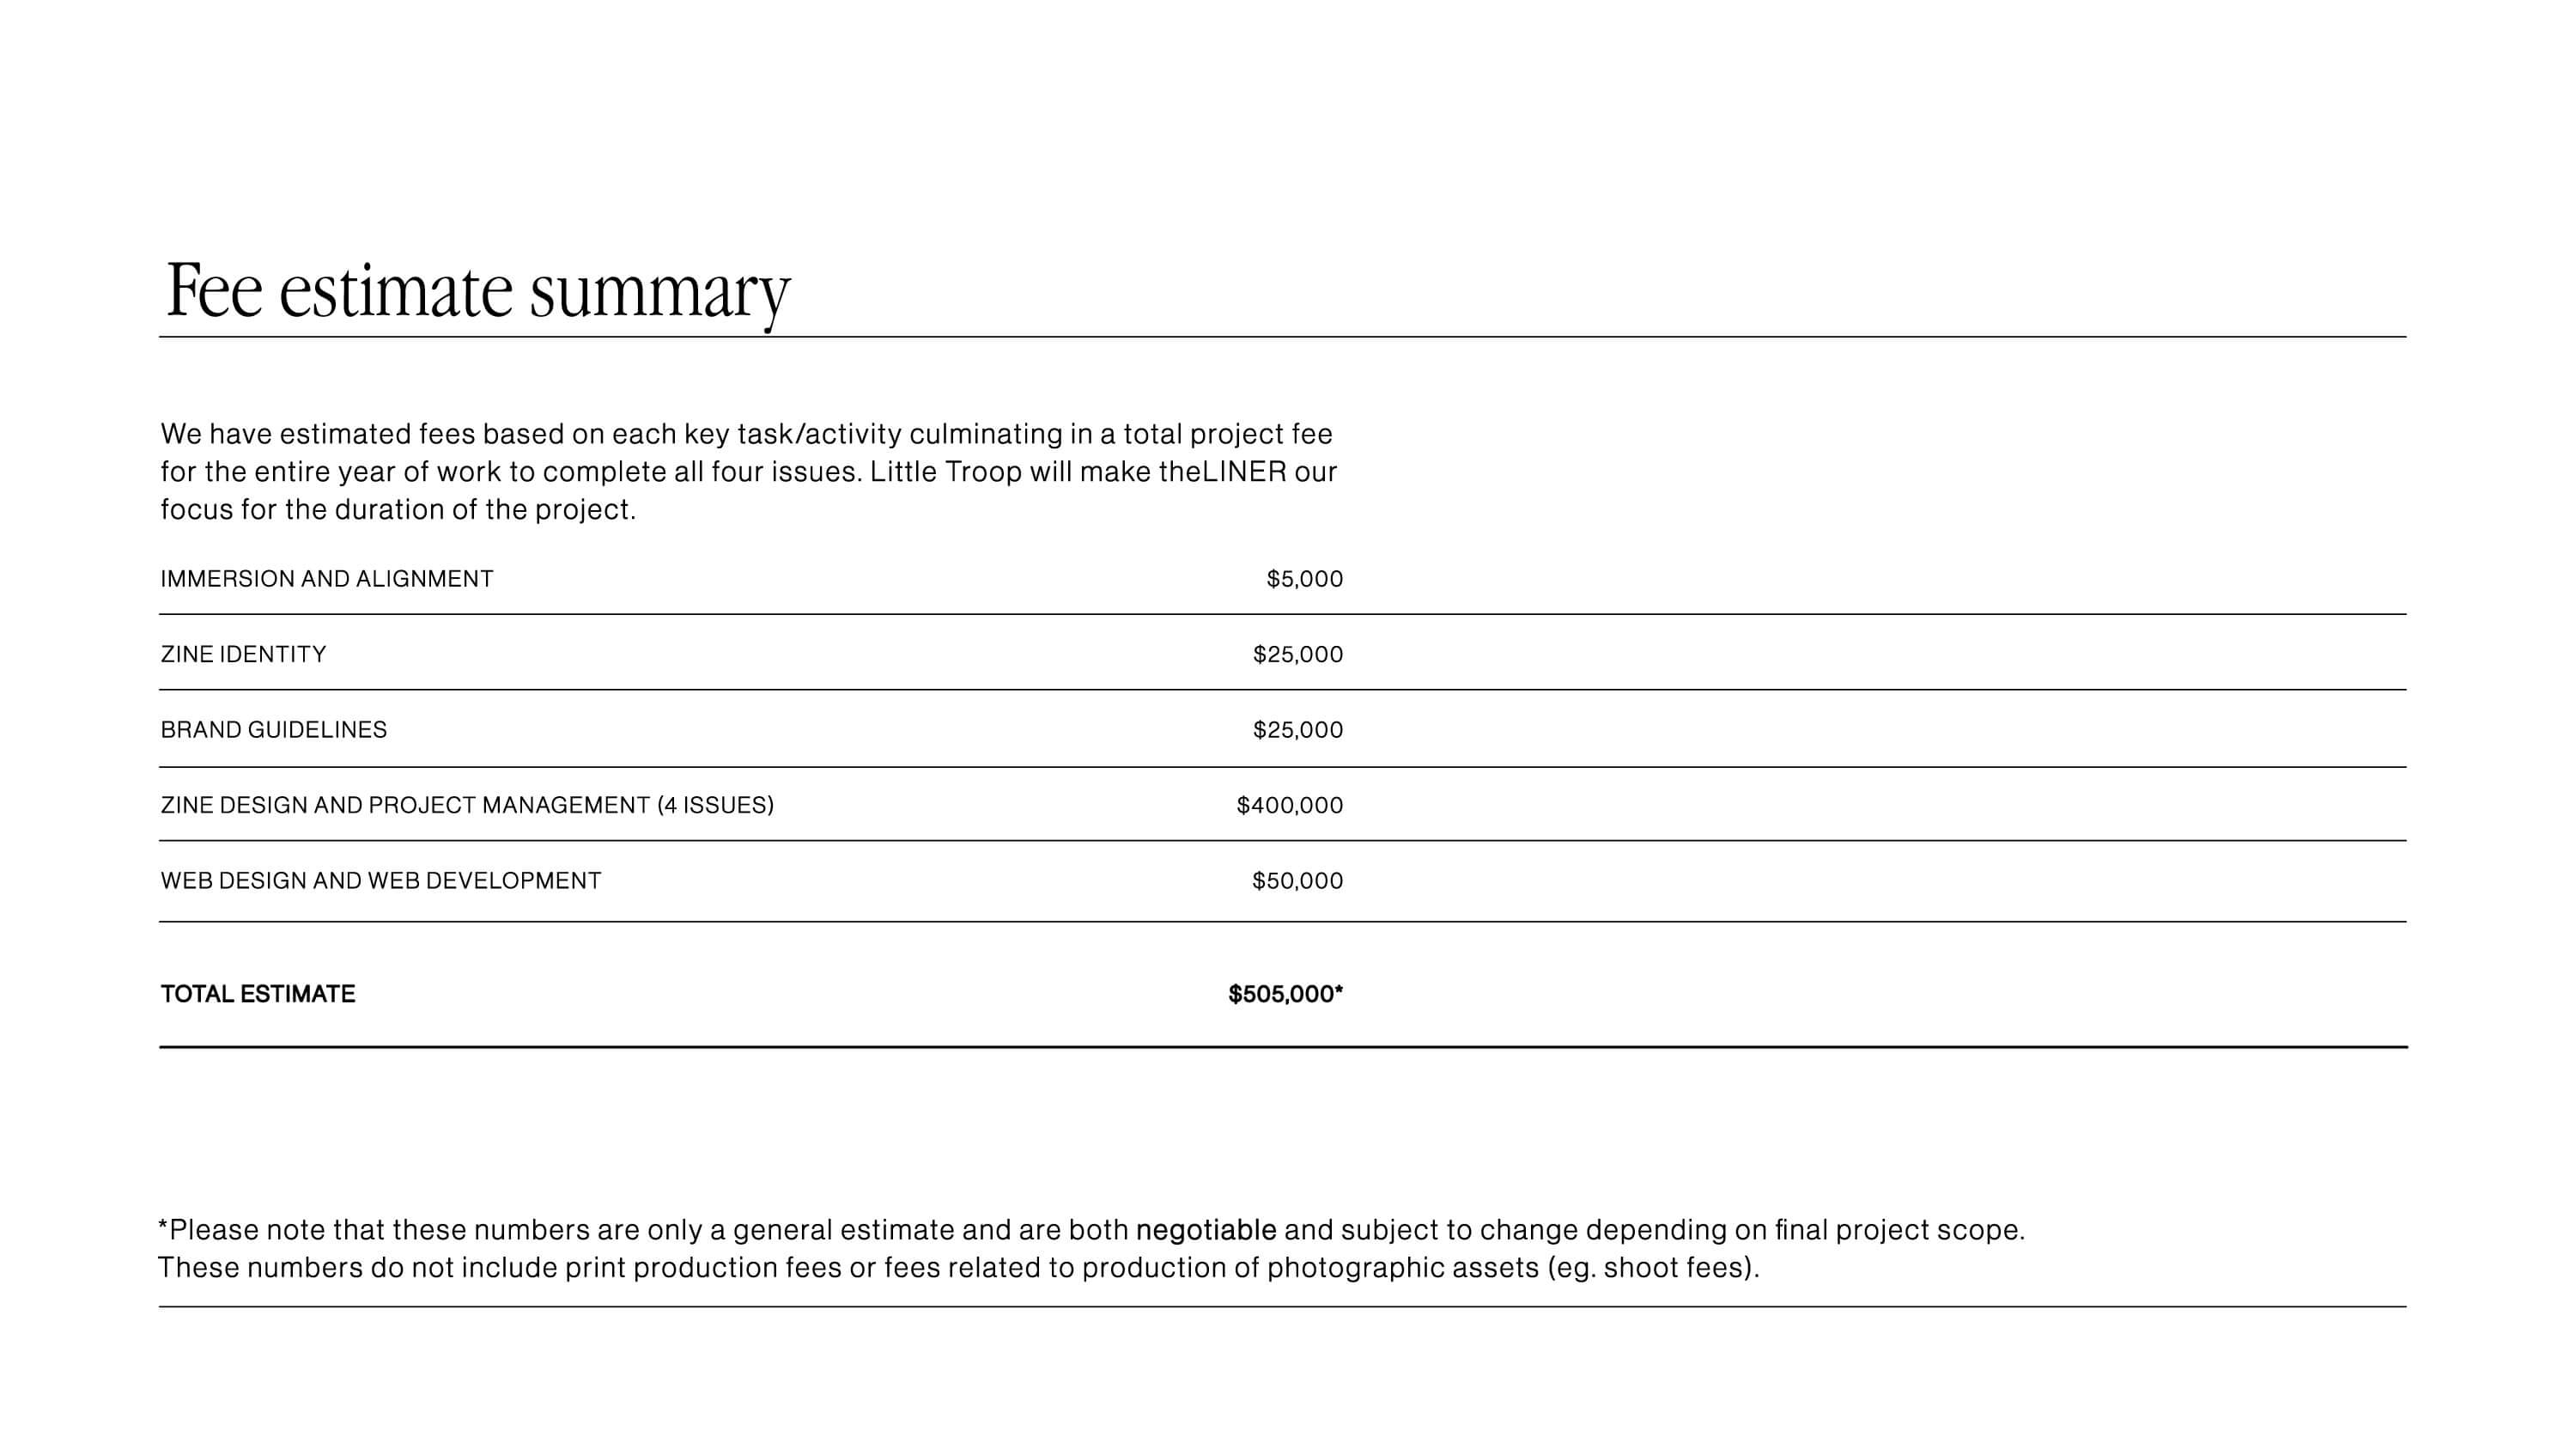 Fee estimate summary
We have estimated fees based on each key task/activity culminating in a total project fee
for the entire year of work to complete all four issues. Little Troop will make theLINER our
focus for the duration of the project.
IMMERSION AND ALIGNMENT $5,000
ZINE IDENTITY $25,000
BRAND GUIDELINES $25,000
ZINE DESIGN AND PROJECT MANAGEMENT (4 ISSUES) $400,000
WEB DESIGN AND WEB DEVELOPMENT $50,000
TOTAL ESTIMATE $505,000*
*Please note that these numbers are only a general estimate and are both negotiable and subject to change depending on final project scope.
These numbers do not include print production fees or fees related to production of photographic assets (eg. shoot fees).